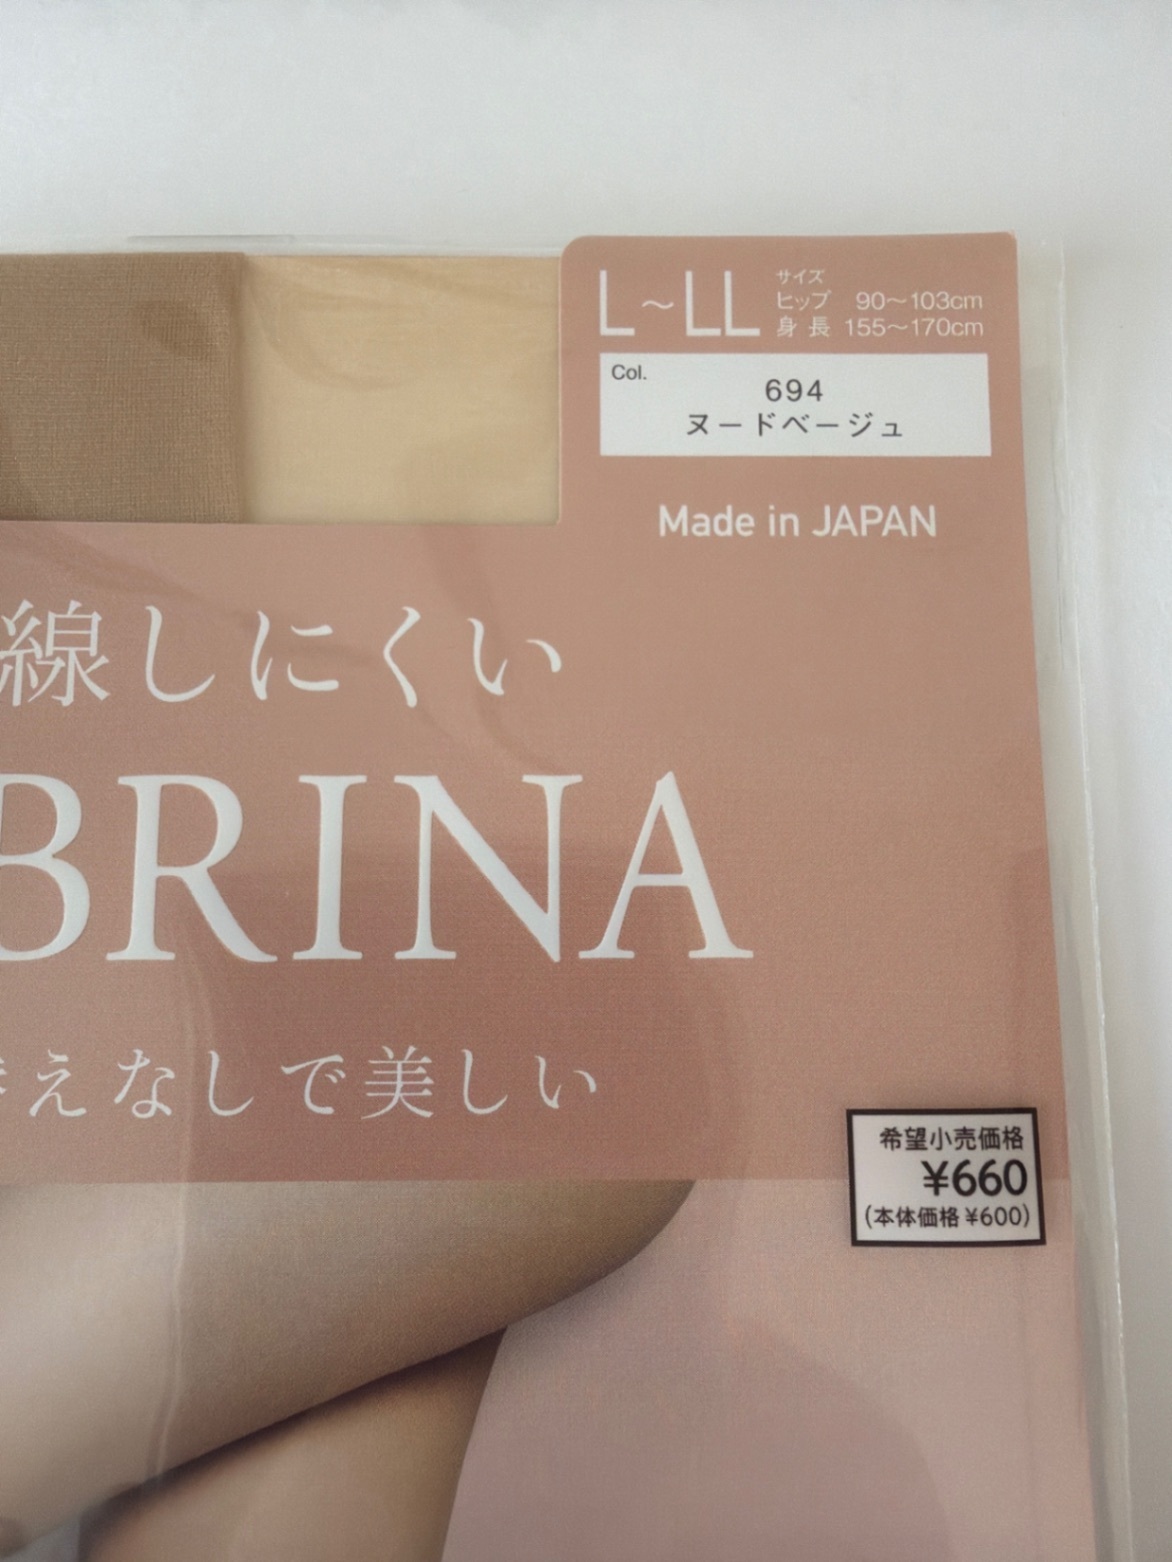 L～LL
サイズ
ヒップ 90～103cm
身長 155～170cm
Col.
694
ヌードベージュ
Made in JAPAN
線しにくい
BRINA
えなしで美しい
希望小売価格
¥660
(本体価格¥600)